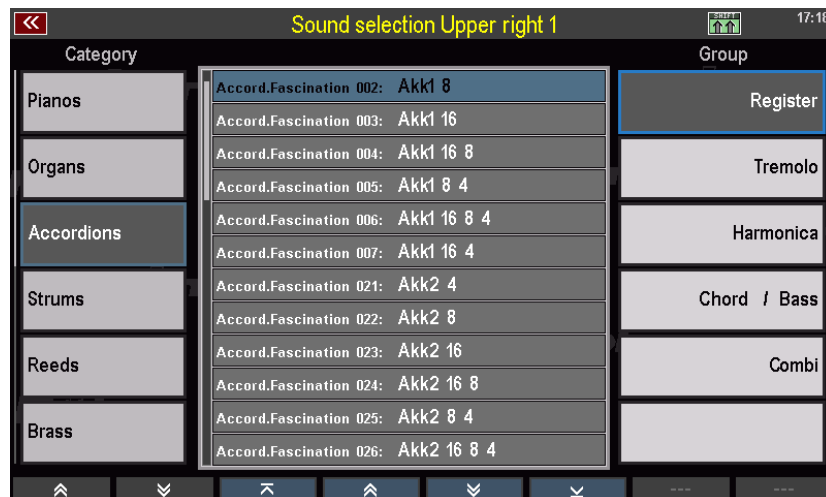 Sound selection Upper right 1
SHIFT
17:18
Category
Group
Pianos
Organs
Accordions
Strums
Reeds
Brass
Accord.Fascination 002: Akk1 8
Accord.Fascination 003: Akk1 16
Accord.Fascination 004: Akk1 16 8
Accord.Fascination 005: Akk1 8 4
Accord.Fascination 006: Akk1 16 8 4
Accord.Fascination 007: Akk1 16 4
Accord.Fascination 021: Akk2 4
Accord.Fascination 022: Akk2 8
Accord.Fascination 023: Akk2 16
Accord.Fascination 024: Akk2 16 8
Accord.Fascination 025: Akk2 8 4
Accord.Fascination 026: Akk2 16 8 4
Register
Tremolo
Harmonica
Chord / Bass
Combi
--- ---